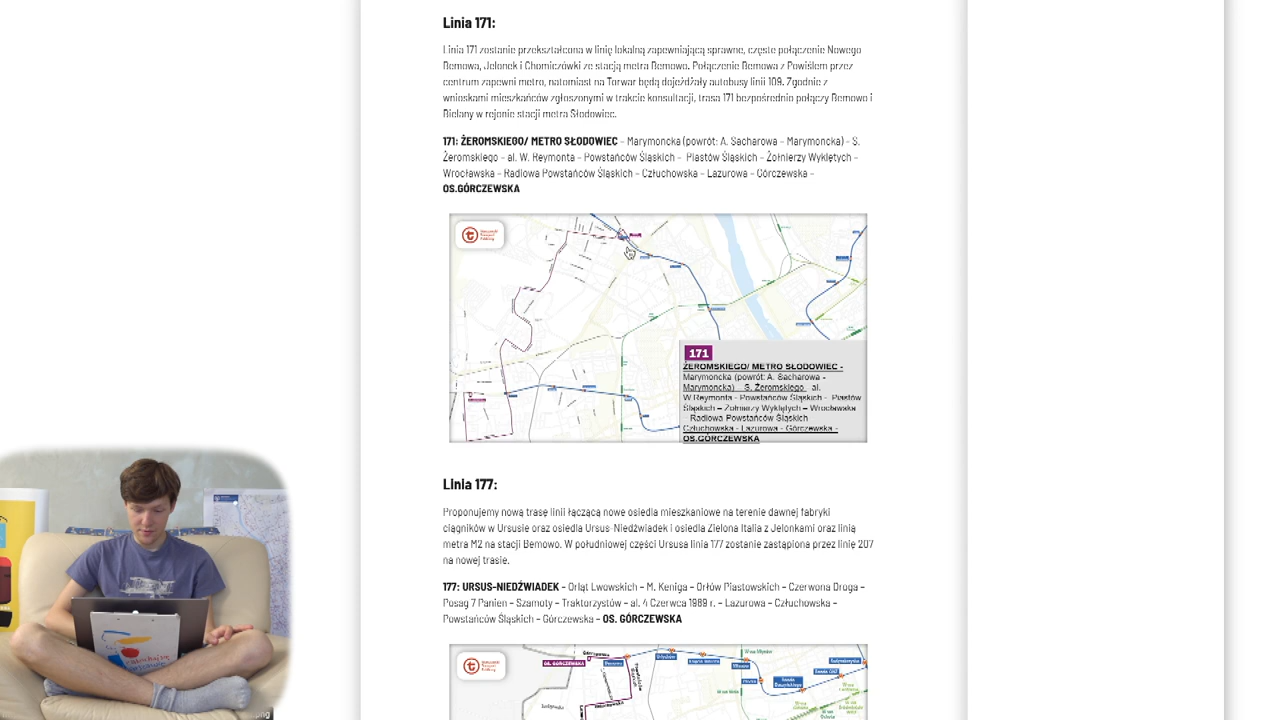 Linia 171:
Linia 171 zostanie przekształcona w linię lokalną zapewniającą sprawne, częste połączenie Nowego
Bemowa, Jelonek i Chomiczówki ze stacją metra Bemowo. Połączenie Bemowa z Powiślem przez
centrum zapewni metro, natomiast na Torwar będą dojeżdżały autobusy linii 109. Zgodnie z
wnioskami mieszkańców zgłoszonymi w trakcie konsultacji, trasa 171 bezpośrednio połączy Bemowo i
Bielany w rejonie stacji metra Słodowiec.
171: ŻEROMSKIEGO/ METRO SŁODOWIEC – Marymoncka (powrót: A. Sacharowa – Marymoncka) – S.
Żeromskiego – al. W. Reymonta – Powstańców Śląskich – Piastów Śląskich – Żołnierzy Wyklętych –
Wrocławska – Radiowa Powstańców Śląskich – Człuchowska – Lazurowa – Górczewska –
OS.GÓRCZEWSKA
171
ŻEROMSKIEGO/ METRO SŁODOWIEC -
Marymoncka (powrót: A. Sacharowa -
Marymoncka) S. Żeromskiego al.
W Reymonta - Powstańców Śląskich - Piastów
Śląskich – Żołnierzy Wyklętych – Wrocławska
Radiowa Powstańców Śląskich
Człuchowska - Lazurowa - Górczewska -
OS.GÓRCZEWSKA
Linia 177:
Proponujemy nową trasę linii łączącą nowe osiedla mieszkaniowe na terenie dawnej fabryki
ciągników w Ursusie oraz osiedla Ursus-Niedźwiadek i osiedla Zielona Italia z Jelonkami oraz linią
metra M2 na stacji Bemowo. W południowej części Ursusa linia 177 zostanie zastąpiona przez linię 207
na nowej trasie.
177: URSUS-NIEDŹWIADEK – Orląt Lwowskich – M. Keniga – Orłów Piastowskich – Czerwona Droga –
Posag 7 Panien – Szamoty – Traktorzystów – al. 4 Czerwca 1989 r. – Lazurowa – Człuchowska –
Powstańców Śląskich – Górczewska – OS. GÓRCZEWSKA
OS. GÓRCZEWSKA